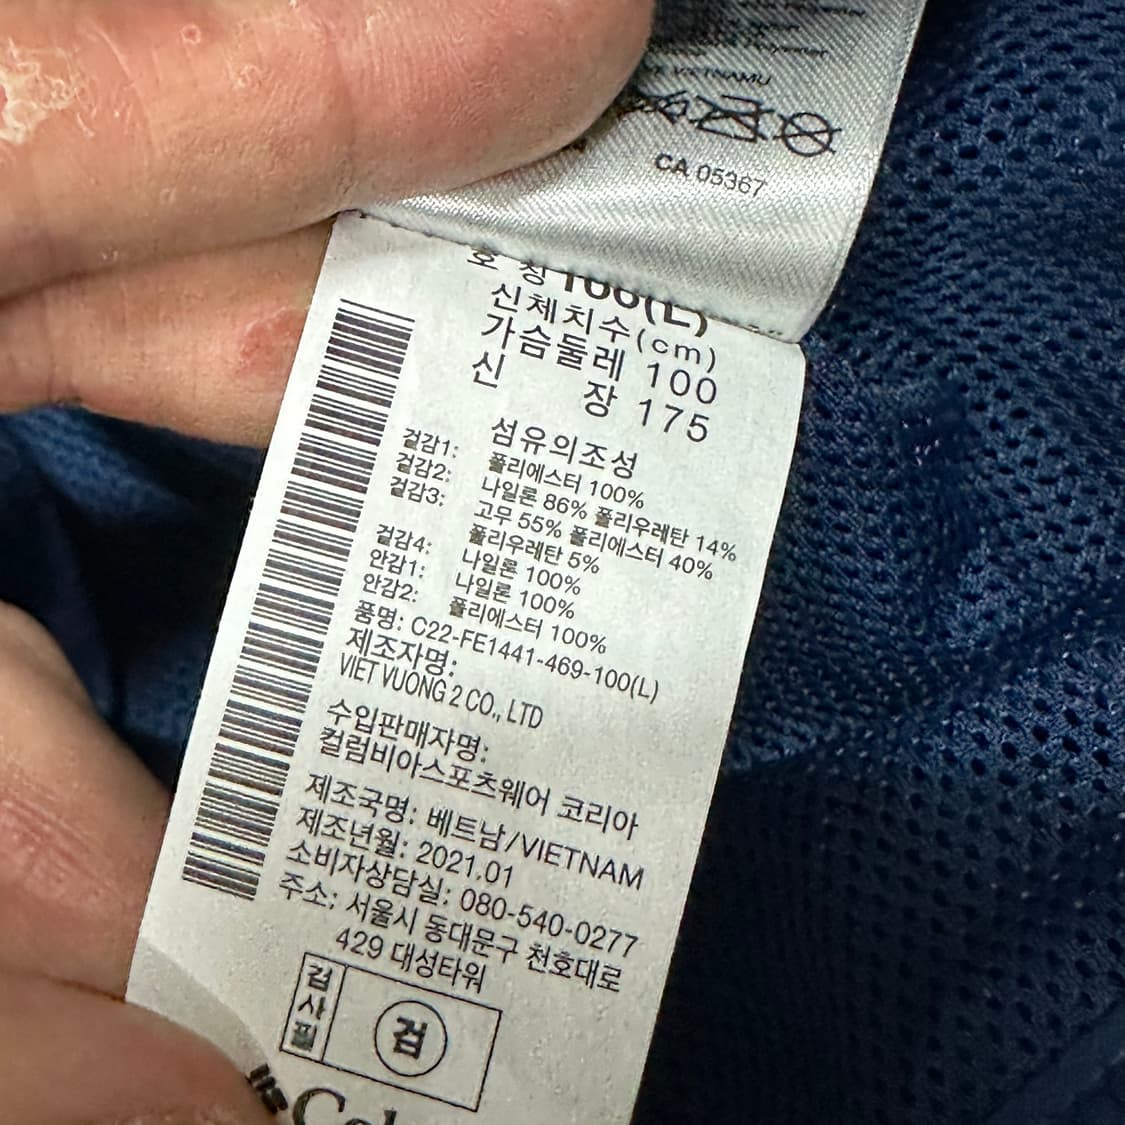 VIETNAMU
CA 05367
호 칭 100(L)
신체치수(cm)
가슴둘레 100
신 장 175
섬유의조성
겉감1: 폴리에스터 100%
겉감2: 나일론 86% 폴리우레탄 14%
겉감3: 고무 55% 폴리에스터 40%
폴리우레탄 5%
겉감4: 나일론 100%
안감1: 나일론 100%
안감2: 폴리에스터 100%
품명: C22-FE1441-469-100(L)
제조자명:
VIET VUONG 2 CO., LTD
수입판매자명:
컬럼비아스포츠웨어 코리아
제조국명: 베트남/VIETNAM
제조년월: 2021.01
소비자상담실: 080-540-0277
주소: 서울시 동대문구 천호대로
429 대성타워
검사필
검